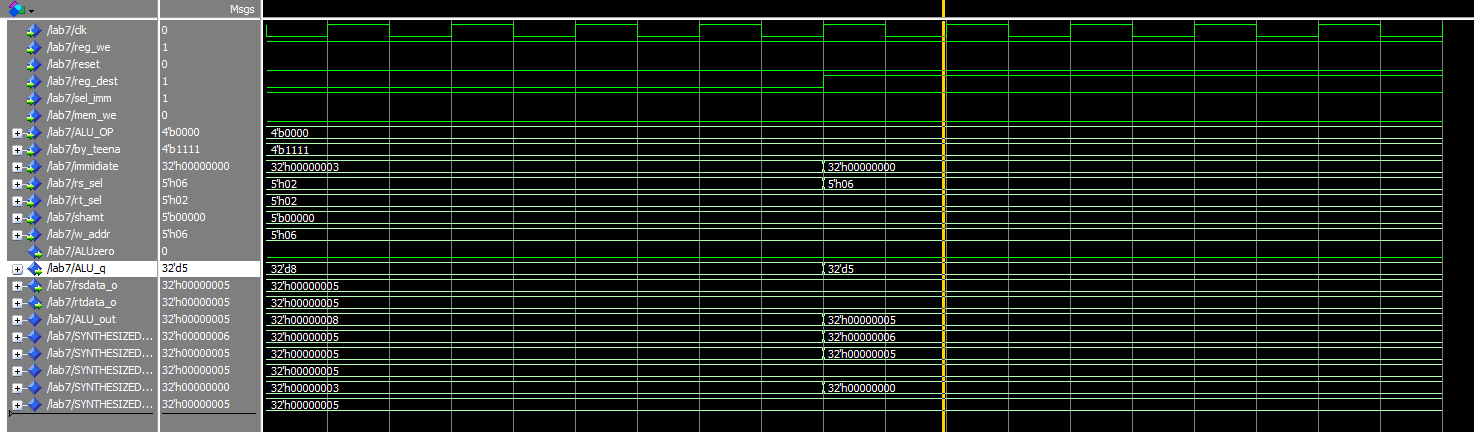 Msgs
/lab7/clk 0
/lab7/reg_we 1
/lab7/reset 0
/lab7/reg_dest 1
/lab7/sel_imm 1
/lab7/mem_we 0
/lab7/ALU_OP 4'b0000 4'b0000
/lab7/by_teena 4'b1111 4'b1111
/lab7/immidiate 32'h00000000 32'h00000003 32'h00000000
/lab7/rs_sel 5'h06 5'h02 5'h06
/lab7/rt_sel 5'h02 5'h02
/lab7/shamt 5'b00000 5'b00000
/lab7/w_addr 5'h06 5'h06
/lab7/ALUzero 0
/lab7/ALU_q 32'd5 32'd8 32'd5
/lab7/rsdata_o 32'h00000005 32'h00000005
/lab7/rtdata_o 32'h00000005 32'h00000005
/lab7/ALU_out 32'h00000005 32'h00000008 32'h00000005
/lab7/SYNTHESIZED... 32'h00000006 32'h00000005 32'h00000006
/lab7/SYNTHESIZED... 32'h00000005 32'h00000005 32'h00000005
/lab7/SYNTHESIZED... 32'h00000005 32'h00000005
/lab7/SYNTHESIZED... 32'h00000000 32'h00000003 32'h00000000
/lab7/SYNTHESIZED... 32'h00000005 32'h00000005